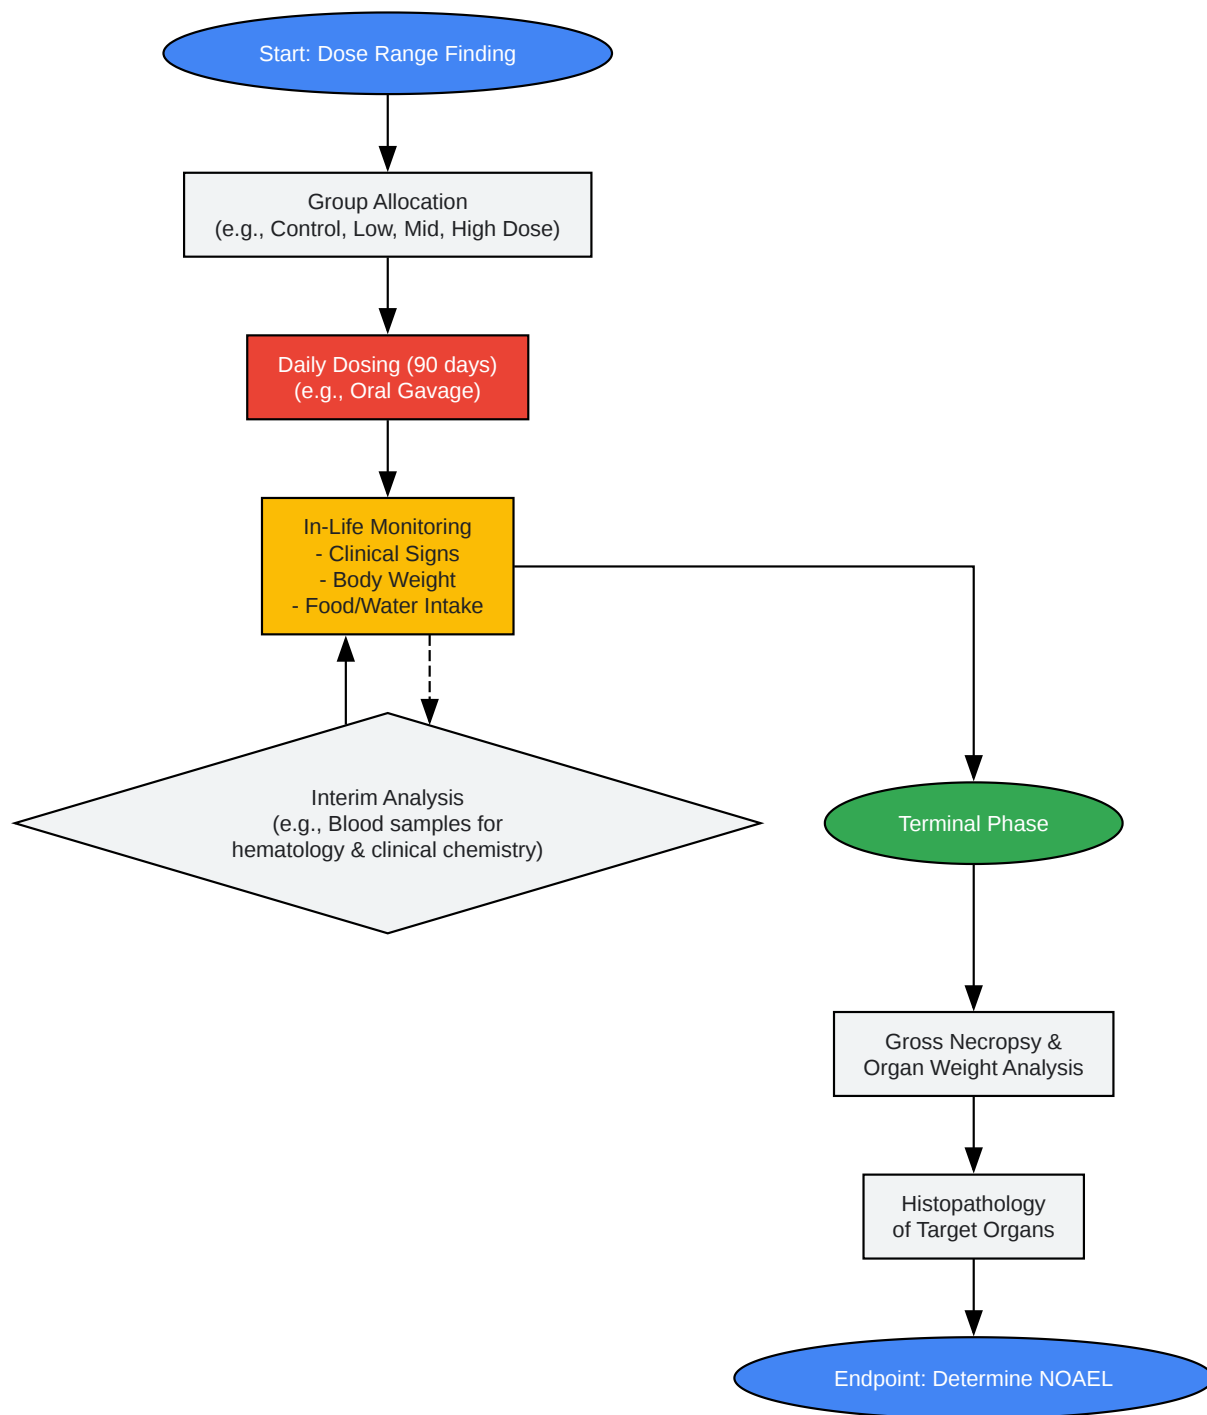 Start: Dose Range Finding
Group Allocation
(e.g., Control, Low, Mid, High Dose)
Daily Dosing (90 days)
(e.g., Oral Gavage)
In-Life Monitoring
- Clinical Signs
- Body Weight
- Food/Water Intake
Interim Analysis
(e.g., Blood samples for
hematology & clinical chemistry)
Terminal Phase
Gross Necropsy &
Organ Weight Analysis
Histopathology
of Target Organs
Endpoint: Determine NOAEL